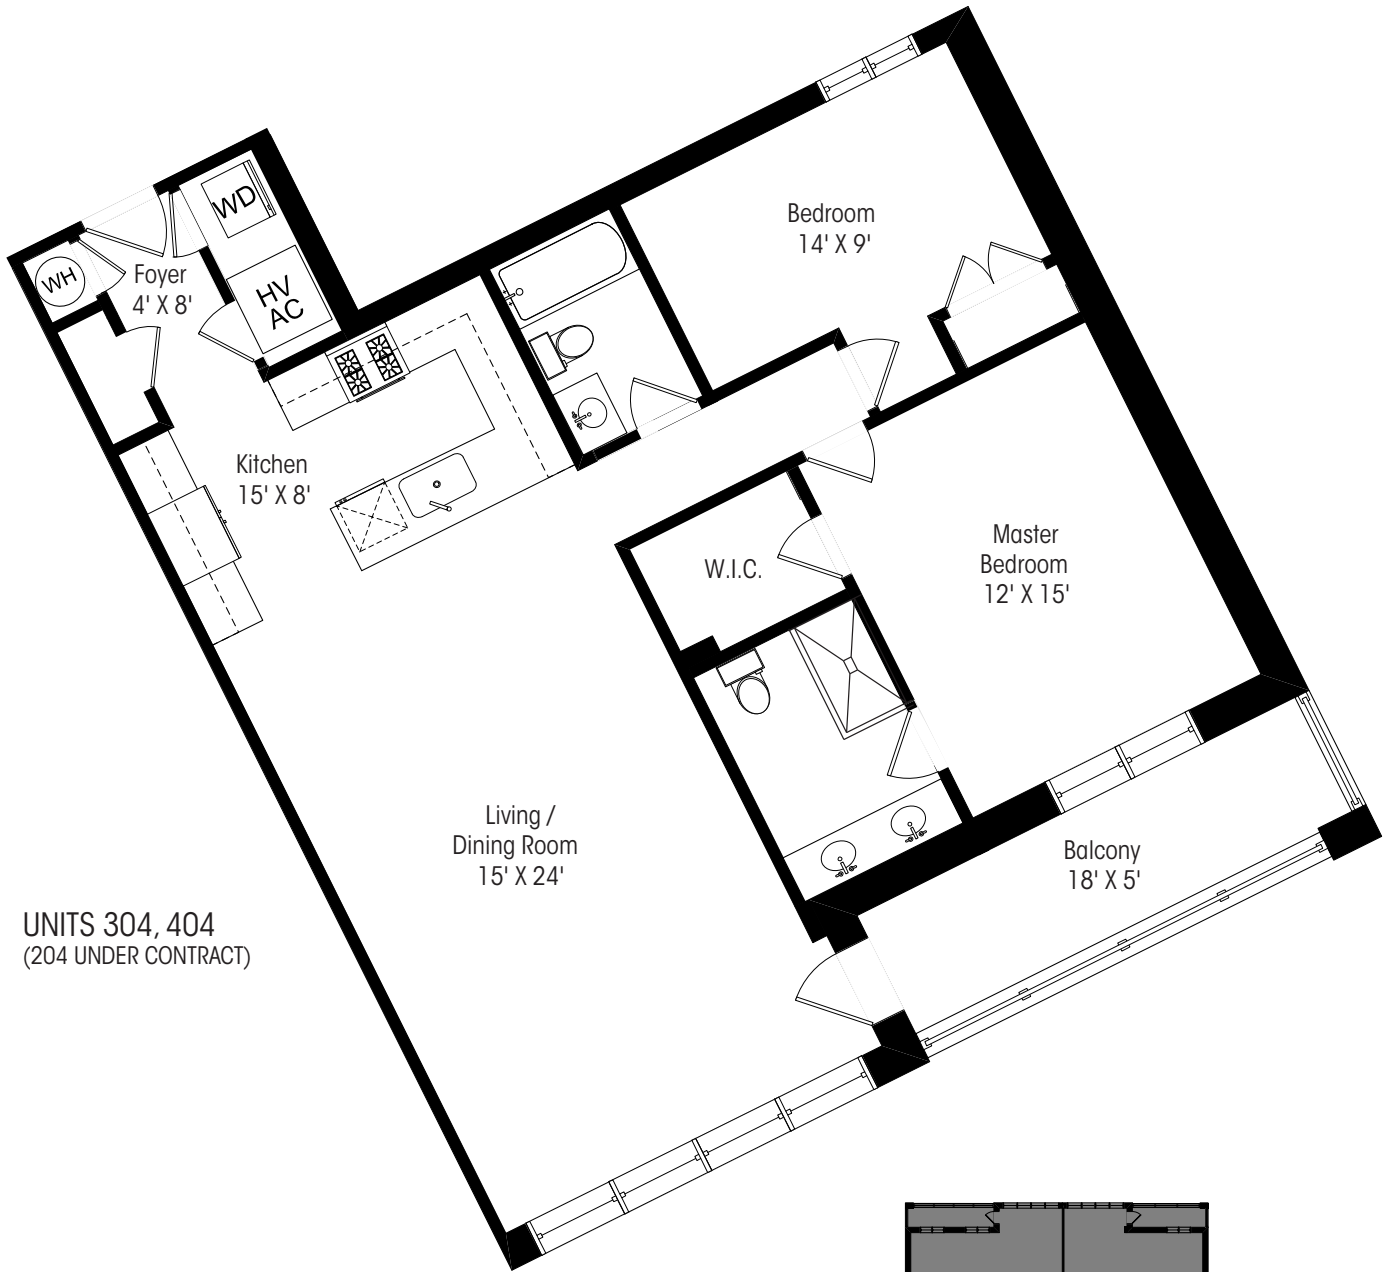 Bedroom
14' X 9'
WD
WH
Foyer
4' X 8'
HV
AC
Kitchen
15' X 8'
W.I.C.
Master
Bedroom
12' X 15'
Living /
Dining Room
15' X 24'
Balcony
18' X 5'
UNITS 304, 404
(204 UNDER CONTRACT)